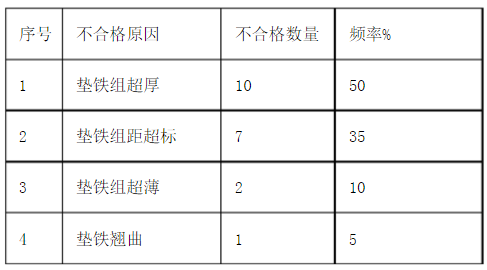 序号 不合格原因 不合格数量 频率%
1 垫铁组超厚 10 50
2 垫铁组距超标 7 35
3 垫铁组超薄 2 10
4 垫铁翘曲 1 5